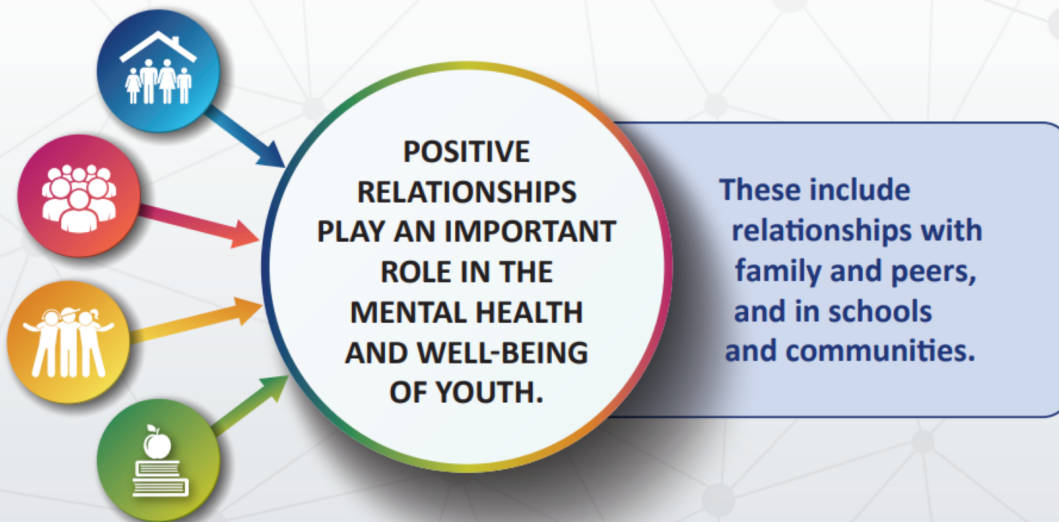 POSITIVE
RELATIONSHIPS
PLAY AN IMPORTANT
ROLE IN THE
MENTAL HEALTH
AND WELL-BEING
OF YOUTH.
These include
relationships with
family and peers,
and in schools
and communities.